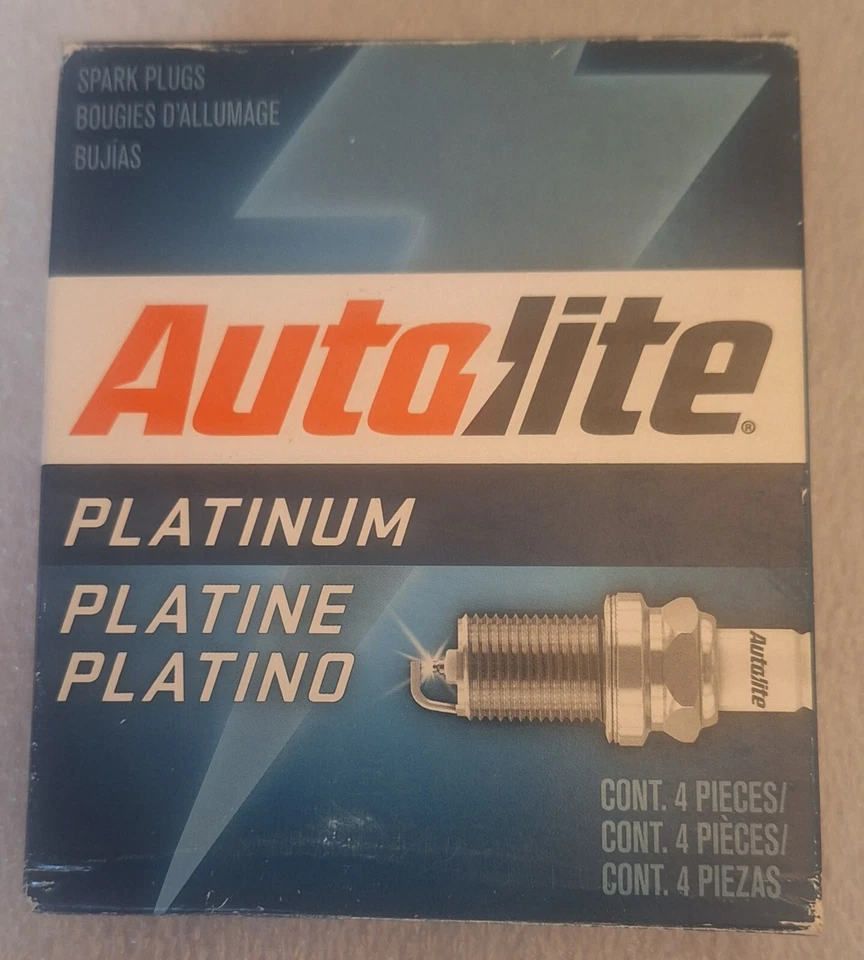 SPARK PLUGS
BOUGIES D'ALLUMAGE
BUJÍAS
Autolite®
PLATINUM
PLATINE
PLATINO
Autolite
CONT. 4 PIECES/
CONT. 4 PIÈCES/
CONT. 4 PIEZAS